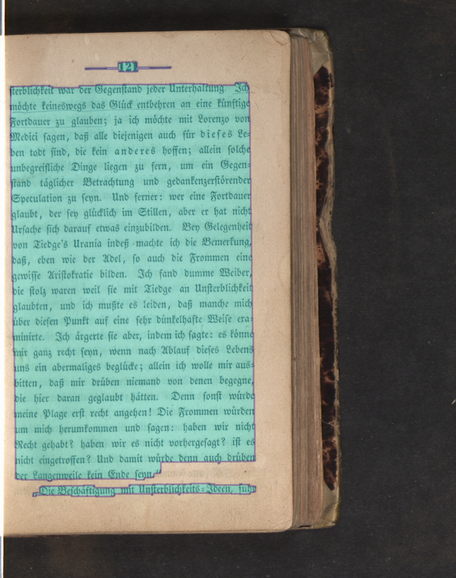 121
sterblichkeit war der Gegenstand jeder Unterhaltung Ich
möchte keineswegs das Glück entbehren an eine künftige
Fortdauer zu glauben; ja ich möchte mit Lorenzo von
Medici sagen, daß alle diejenigen auch für dieses Le-
ben todt sind, die kein anderes hoffen; allein solche
unbegreifliche Dinge liegen zu fern, um ein Gegen-
stand täglicher Betrachtung und gedankenzerstörender
Speculation zu seyn. Und ferner: wer eine Fortdauer
glaubt, der sey glücklich im Stillen, aber er hat nicht
Ursache sich darauf etwas einzubilden. Bey Gelegenheit
von Tiedge's Urania indeß machte ich die Bemerkung,
daß, eben wie der Adel, so auch die Frommen eine
gewisse Aristokratie bilden. Ich fand dumme Weiber,
die stolz waren weil sie mit Tiedge an Unsterblichkeit
glaubten, und ich mußte es leiden, daß manche mich
über diesen Punkt auf eine sehr dünkelhafte Weise exa-
minirte. Ich ärgerte sie aber, indem ich sagte: es könne
mir ganz recht seyn, wenn nach Ablauf dieses Lebens
uns ein abermaliges beglücke; allein ich wolle mir aus-
bitten, daß mir drüben niemand von denen begegne,
die hier daran geglaubt hätten. Denn sonst würde
meine Plage erst recht angehen! Die Frommen würden
um mich herumkommen und sagen: haben wir nicht
Recht gehabt? haben wir es nicht vorhergesagt? ist es
nicht eingetroffen? Und damit würde denn auch drüben
der Langenweile kein Ende seyn.
Die Beschäftigung mit Unsterblichkeits-Ideen, fuhr